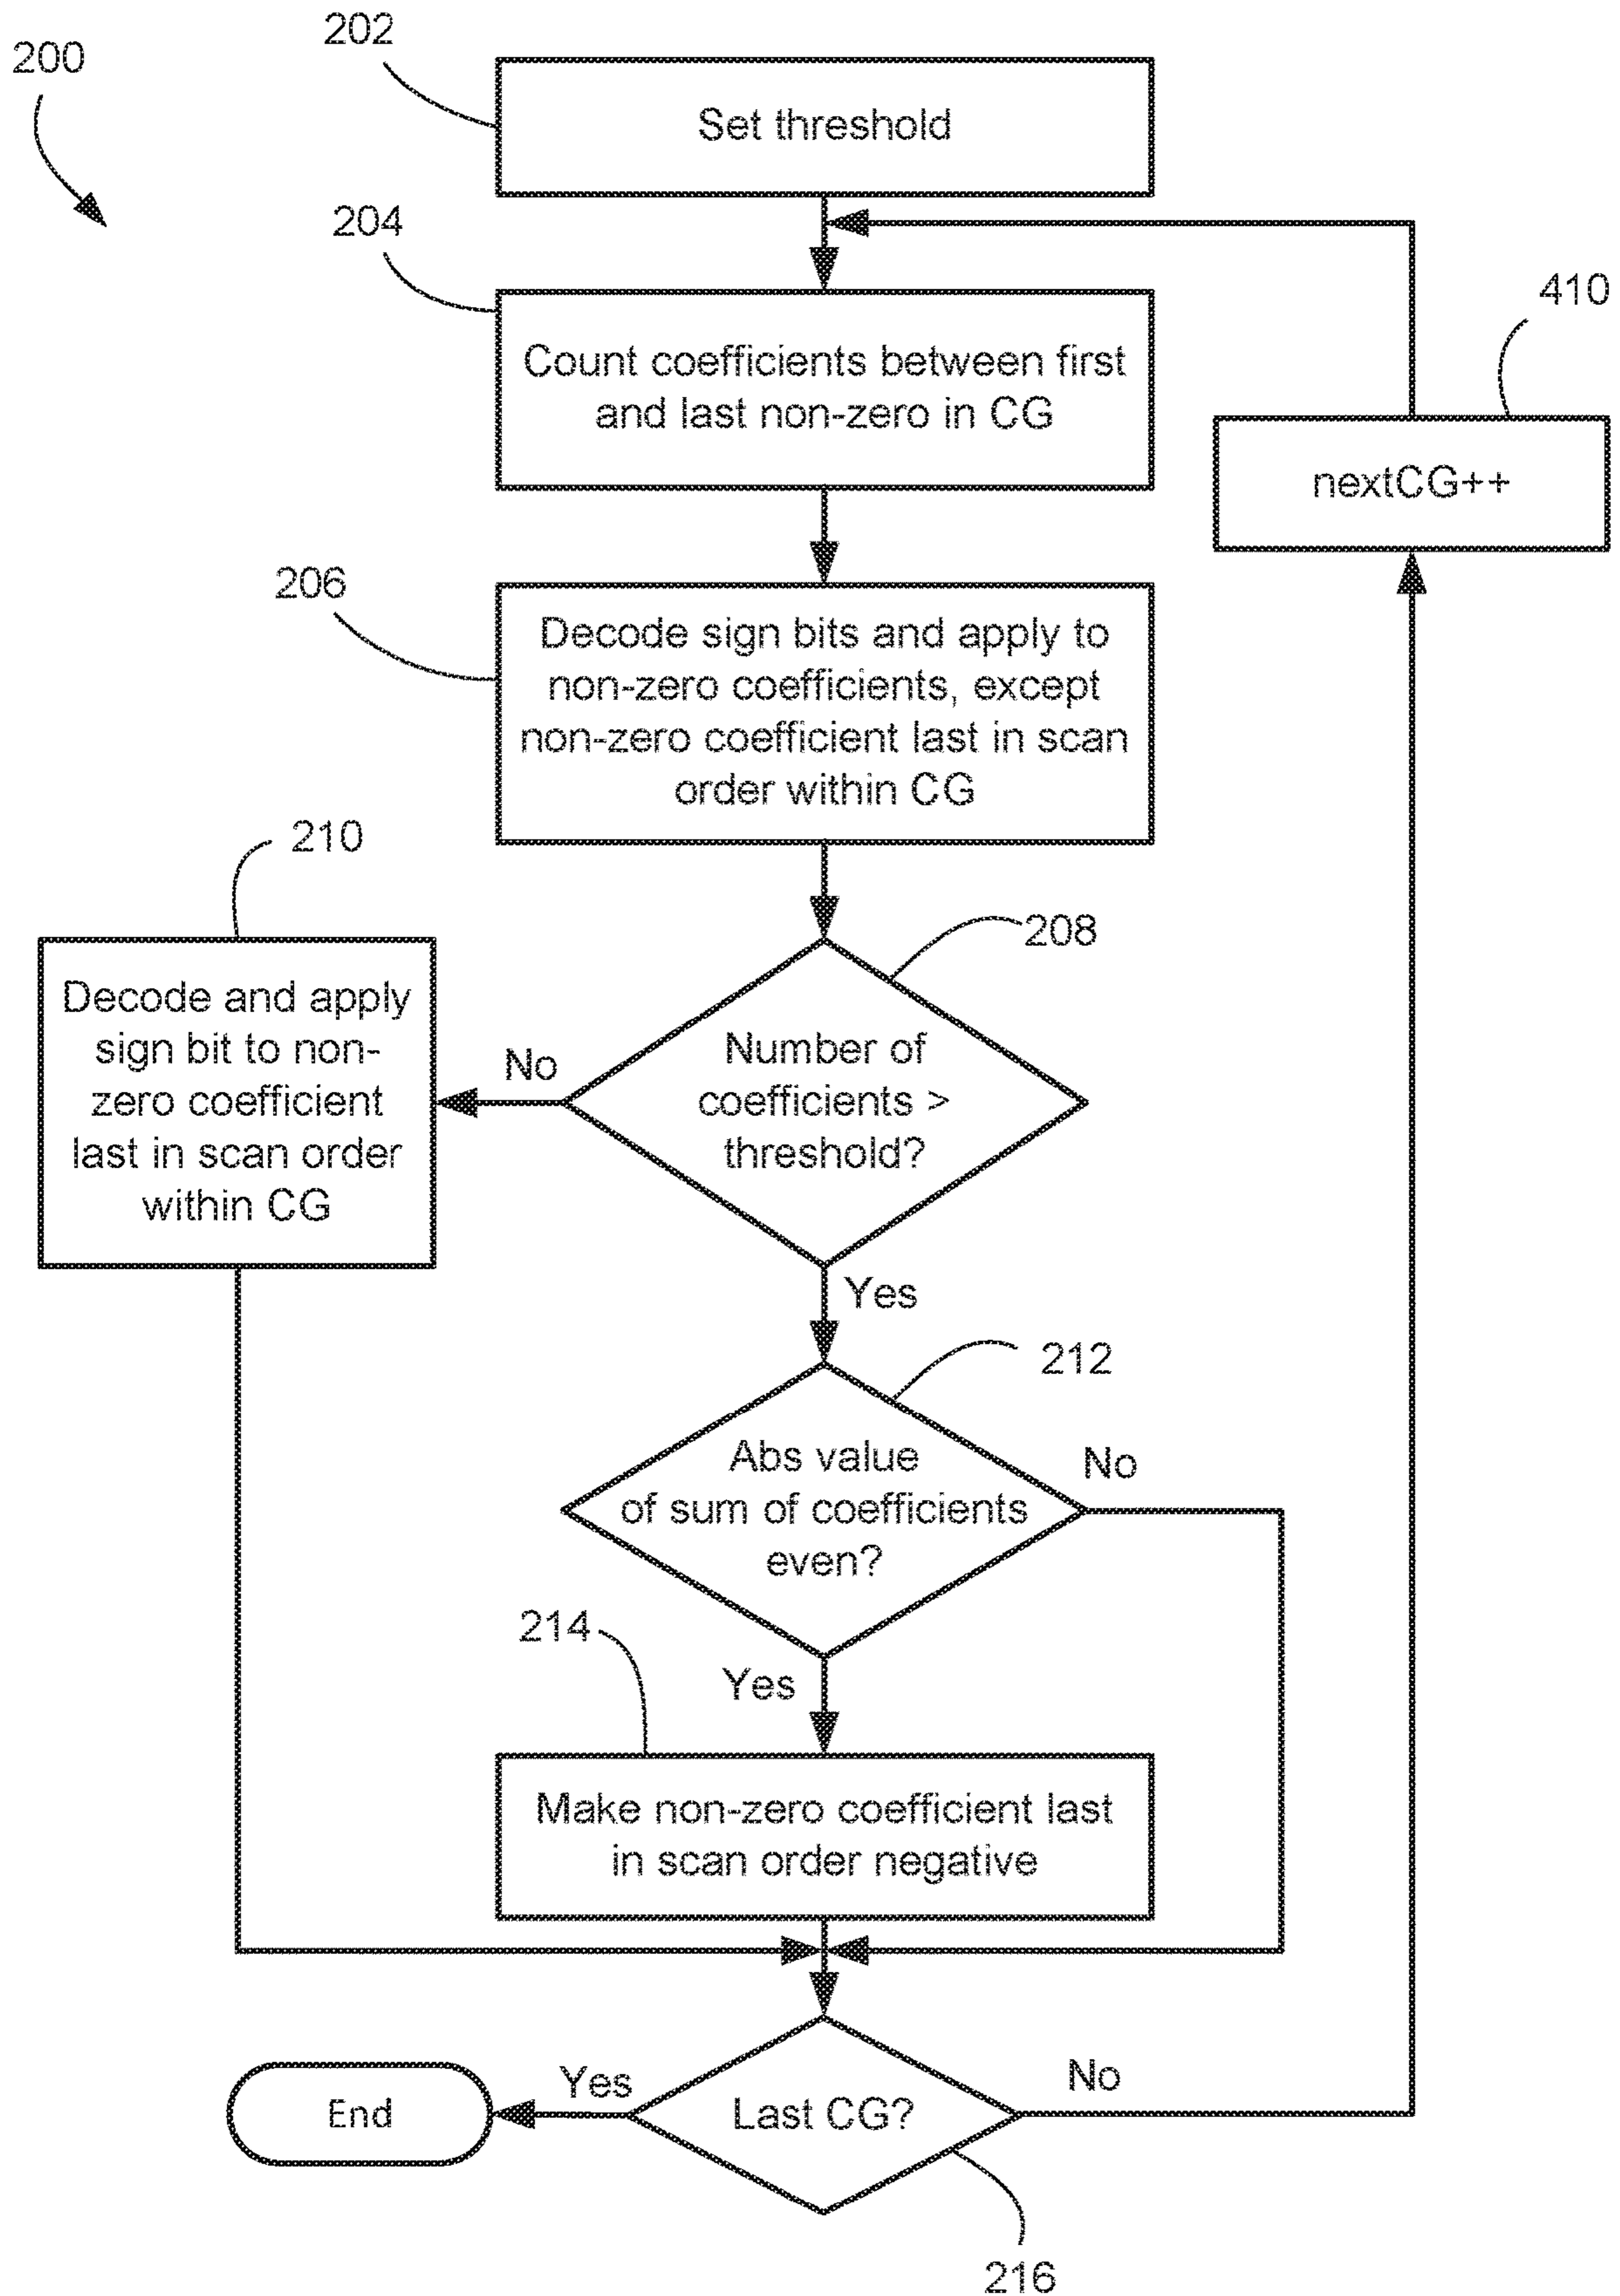 202
200
Set threshold
204
410
Count coefficients between first
and last non-zero in CG
nextCG++
206
Decode sign bits and apply to
non-zero coefficients, except
non-zero coefficient last in scan
order within CG
210
208
Decode and apply
sign bit to non-
zero coefficient
last in scan order
within CG
No
Number of
coefficients >
threshold?
Yes
212
Abs value
of sum of coefficients
even?
No
214
Yes
Make non-zero coefficient last
in scan order negative
Yes
End
Last CG?
No
216